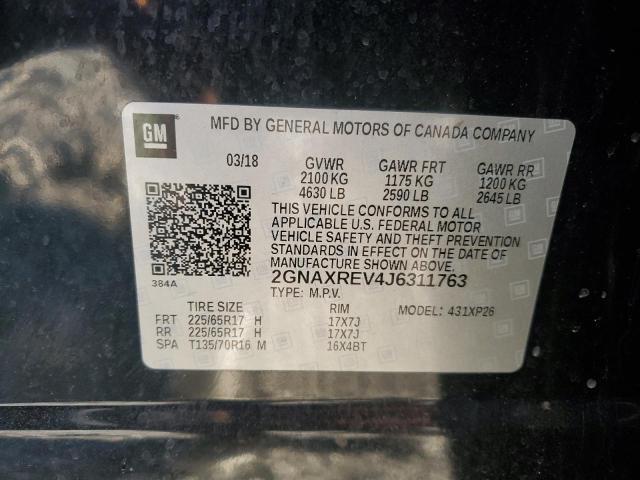 GM
MFD BY GENERAL MOTORS OF CANADA COMPANY
03/18 GVWR GAWR FRT GAWR RR
2100 KG 1175 KG 1200 KG
4630 LB 2590 LB 2645 LB
THIS VEHICLE CONFORMS TO ALL
APPLICABLE U.S. FEDERAL MOTOR
VEHICLE SAFETY AND THEFT PREVENTION
STANDARDS IN EFFECT ON THE DATE OF
MANUFACTURE SHOWN ABOVE.
384A 2GNAXREV4J6311763
TYPE: M.P.V.
TIRE SIZE RIM MODEL: 431XP26
FRT 225/65R17 H 17X7J
RR 225/65R17 H 17X7J
SPA T135/70R16 M 16X4BT